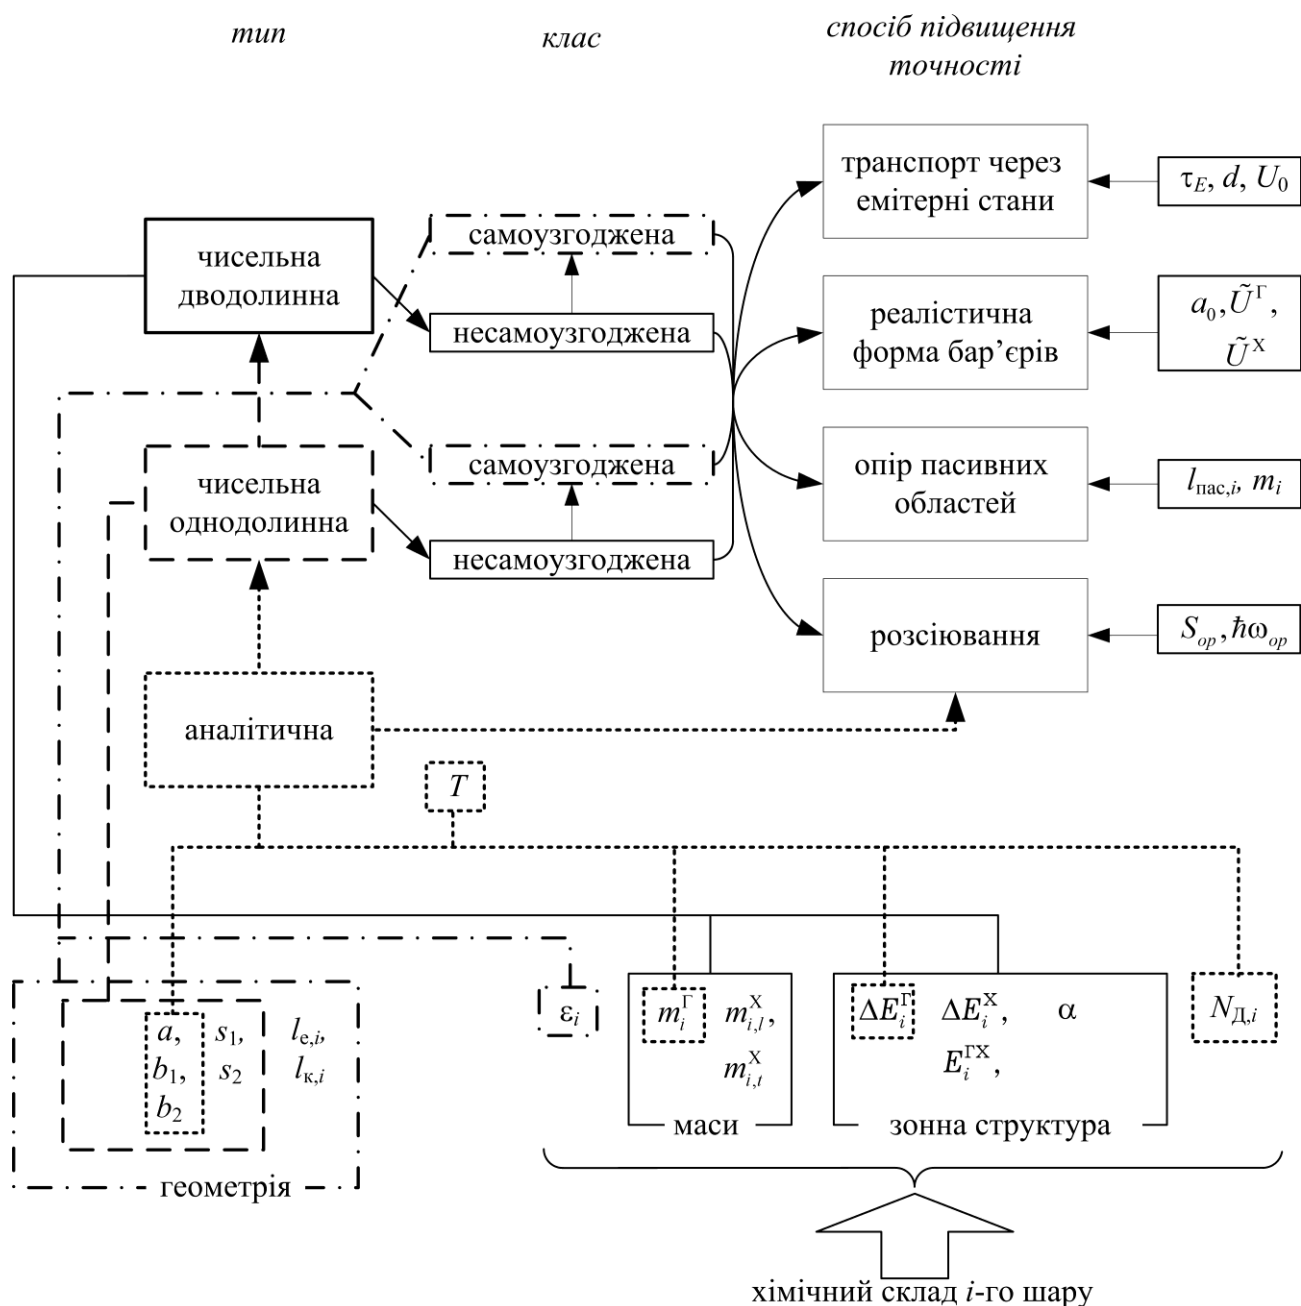 тип
клас
спосіб підвищення
точності
транспорт через
емітерні стани
τ_E, d, U_0
чисельна
дводолинна
самоузгоджена
несамоузгоджена
реалістична
форма бар’єрів
a_0, Ũ^Г,
Ũ^X
чисельна
однодолинна
самоузгоджена
несамоузгоджена
опір пасивних
областей
l_пас,i, m_i
розсіювання
S_op, ħω_op
аналітична
T
a,
b_1,
b_2
s_1,
s_2
l_е,i,
l_к,i
геометрія
ε_i
m_i^Г
m_i,l^X,
m_i,t^X
маси
ΔE_i^Г
ΔE_i^X,
E_i^ГX,
α
зонна структура
N_Д,i
хімічний склад i-го шару